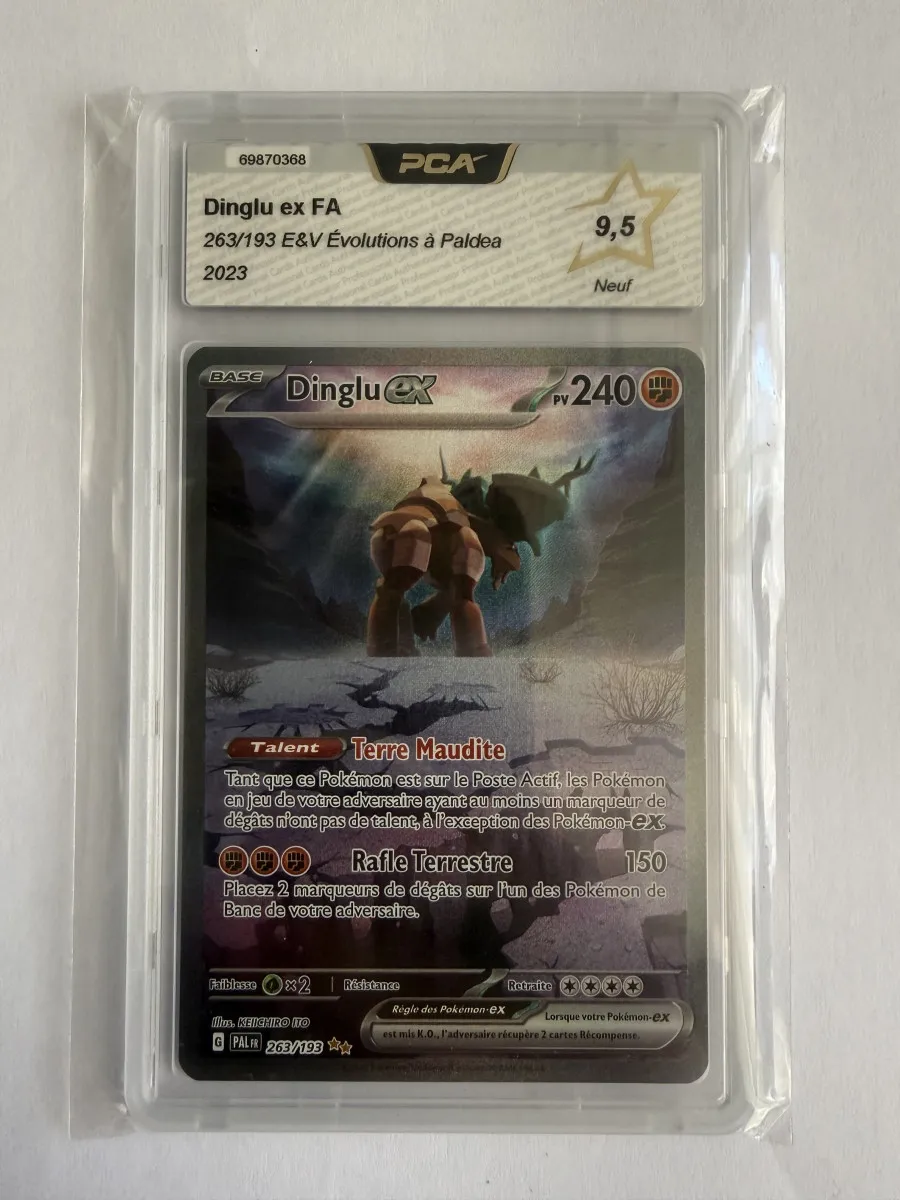 69870368
PCA
Dinglu ex FA
263/193 E&V Évolutions à Paldea
2023
9,5
Neuf
BASE
Dinglu ex
PV 240
Talent Terre Maudite
Tant que ce Pokémon est sur le Poste Actif, les Pokémon
en jeu de votre adversaire ayant au moins un marqueur de
dégâts n'ont pas de talent, à l'exception des Pokémon-ex.
Rafle Terrestre 150
Placez 2 marqueurs de dégâts sur l'un des Pokémon de
Banc de votre adversaire.
Faiblesse ×2 Résistance Retraite
Règle des Pokémon-ex Lorsque votre Pokémon-ex
est mis K.O., l'adversaire récupère 2 cartes Récompense.
Illus. KEIICHIRO ITO
G PAL FR 263/193